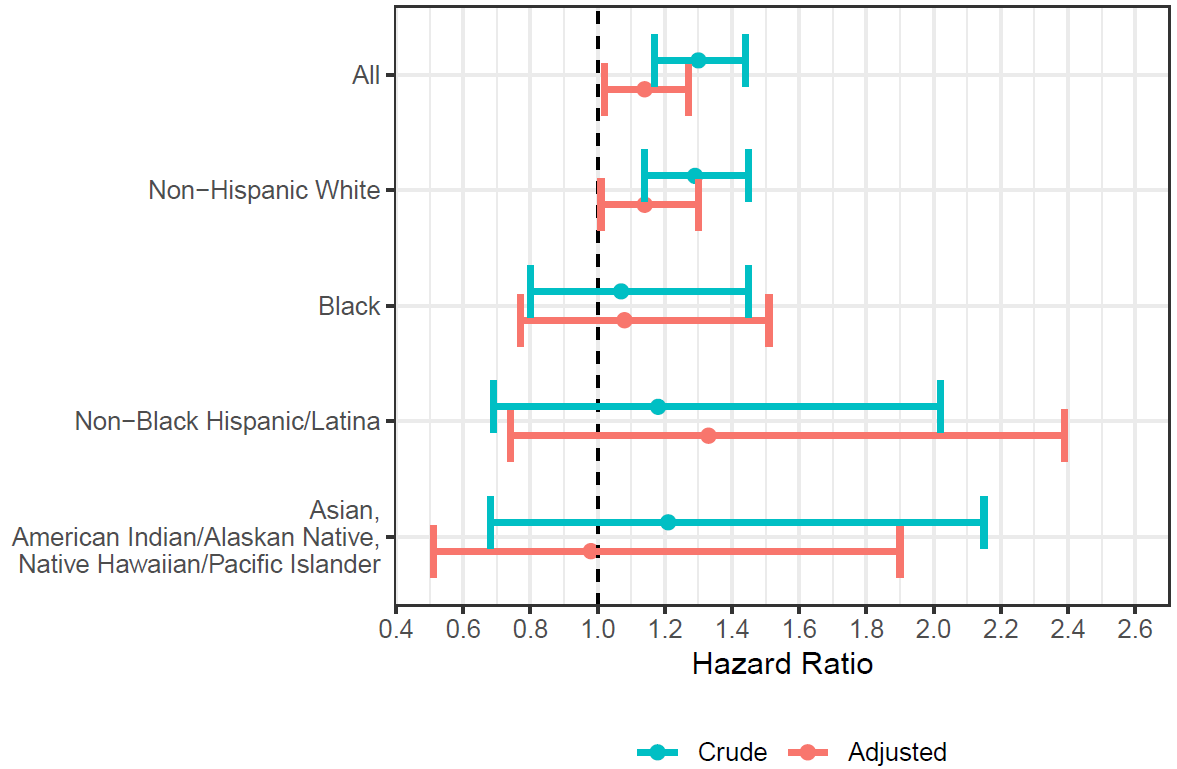 All
Non−Hispanic White
Black
Non−Black Hispanic/Latina
Asian,
American Indian/Alaskan Native,
Native Hawaiian/Pacific Islander
0.4 0.6 0.8 1.0 1.2 1.4 1.6 1.8 2.0 2.2 2.4 2.6
Hazard Ratio
Crude Adjusted